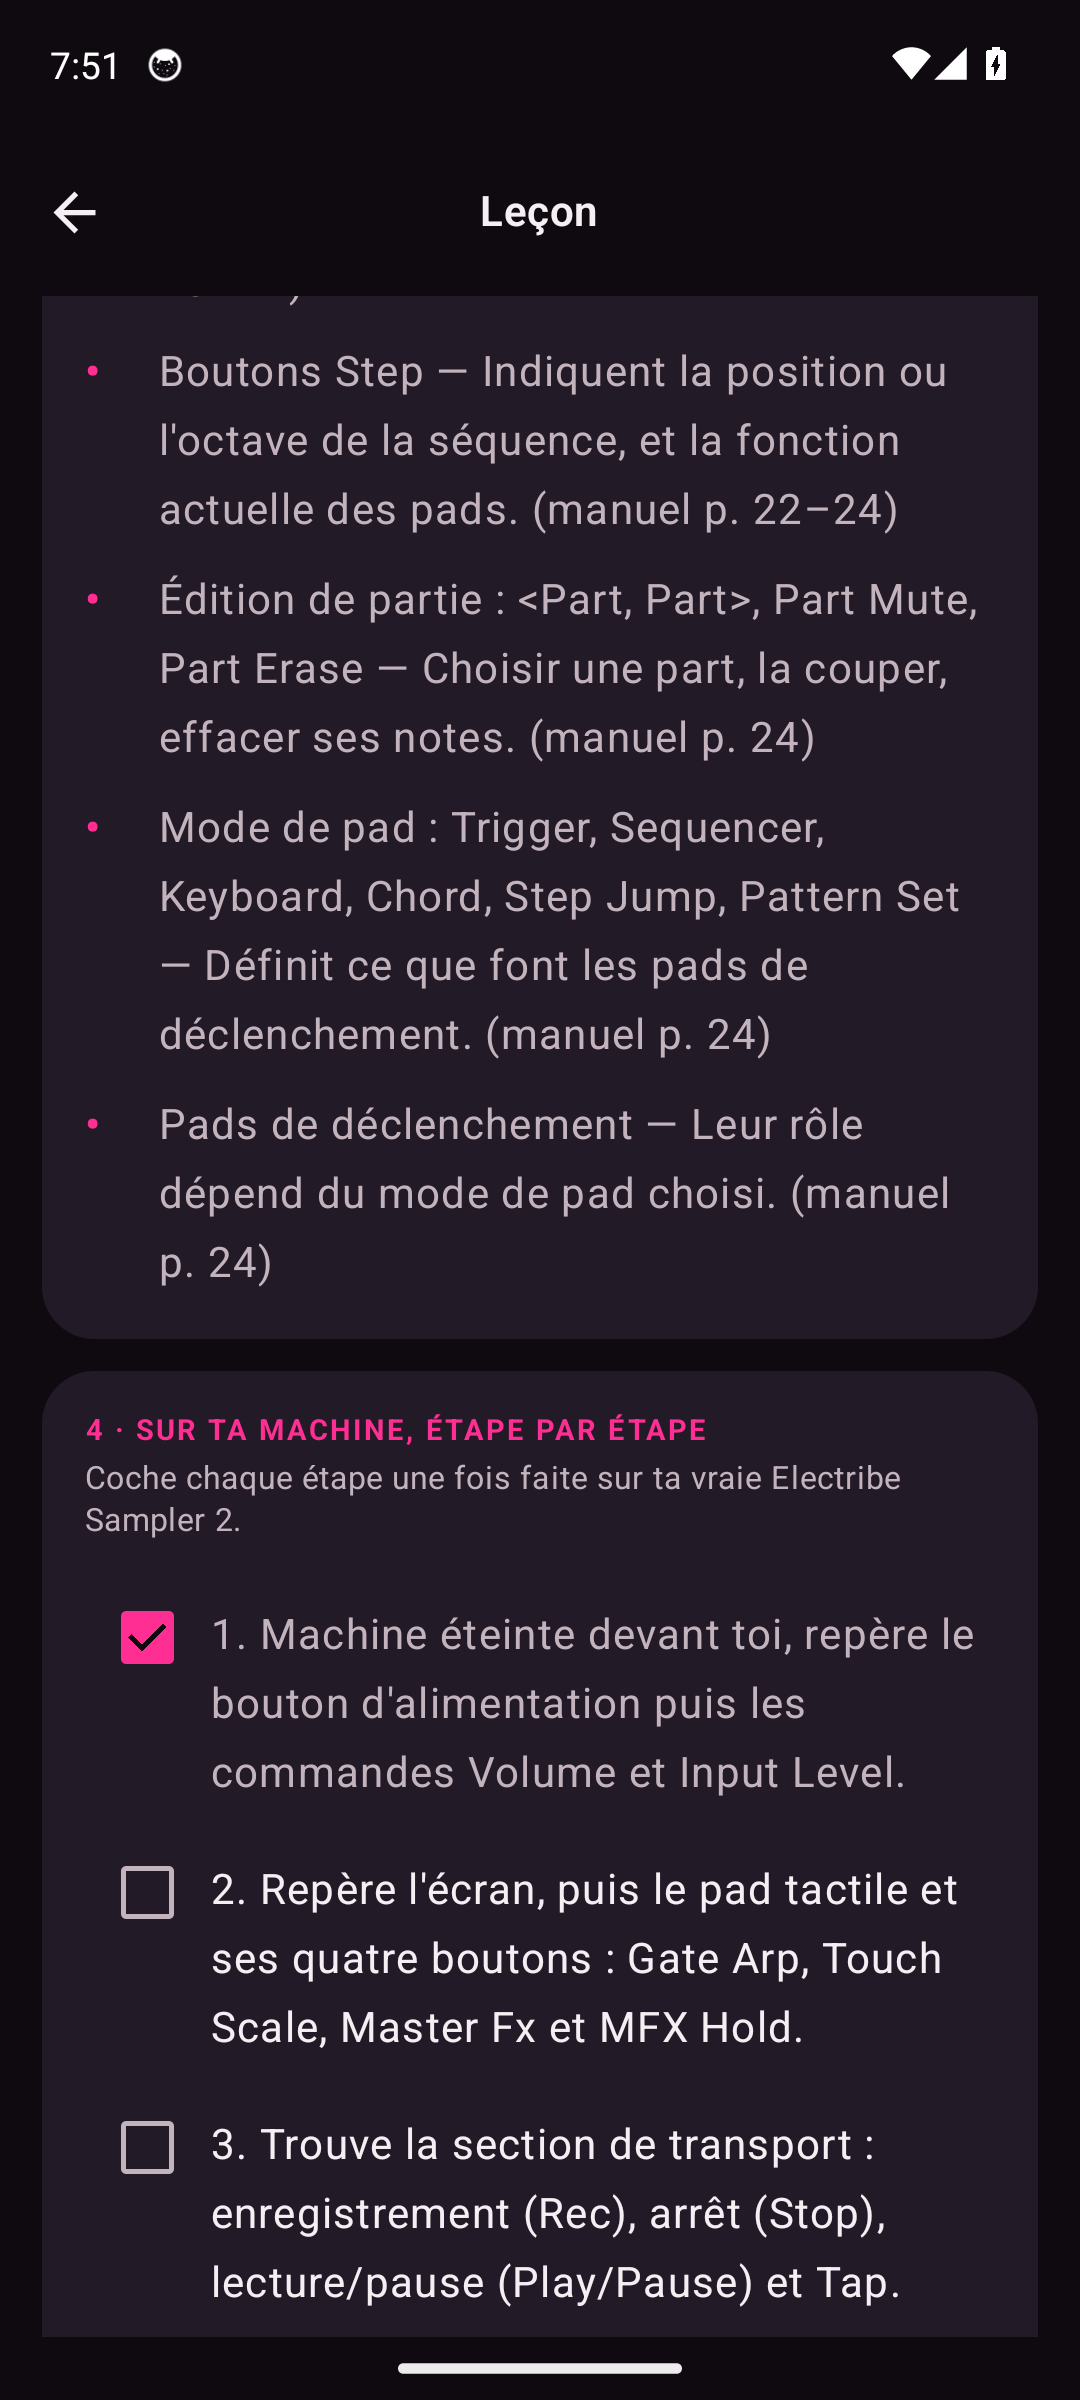 7:51
Leçon
• Boutons Step — Indiquent la position ou
l'octave de la séquence, et la fonction
actuelle des pads. (manuel p. 22–24)
• Édition de partie : <Part, Part>, Part Mute,
Part Erase — Choisir une part, la couper,
effacer ses notes. (manuel p. 24)
• Mode de pad : Trigger, Sequencer,
Keyboard, Chord, Step Jump, Pattern Set
— Définit ce que font les pads de
déclenchement. (manuel p. 24)
• Pads de déclenchement — Leur rôle
dépend du mode de pad choisi. (manuel
p. 24)
4 · SUR TA MACHINE, ÉTAPE PAR ÉTAPE
Coche chaque étape une fois faite sur ta vraie Electribe
Sampler 2.
1. Machine éteinte devant toi, repère le
bouton d'alimentation puis les
commandes Volume et Input Level.
2. Repère l'écran, puis le pad tactile et
ses quatre boutons : Gate Arp, Touch
Scale, Master Fx et MFX Hold.
3. Trouve la section de transport :
enregistrement (Rec), arrêt (Stop),
lecture/pause (Play/Pause) et Tap.